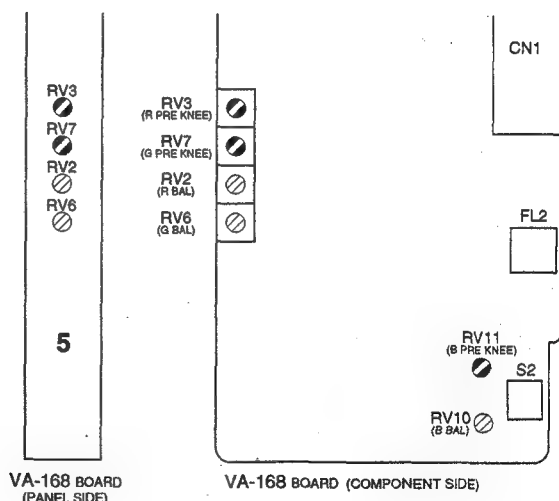 RV3
RV7
RV2
RV6
5
VA-168 BOARD
(PANEL SIDE)
RV3
(R PRE KNEE)
RV7
(G PRE KNEE)
RV2
(R BAL)
RV6
(G BAL)
CN1
FL2
RV11
(B PRE KNEE)
S2
RV10
(B BAL)
VA-168 BOARD (COMPONENT SIDE)